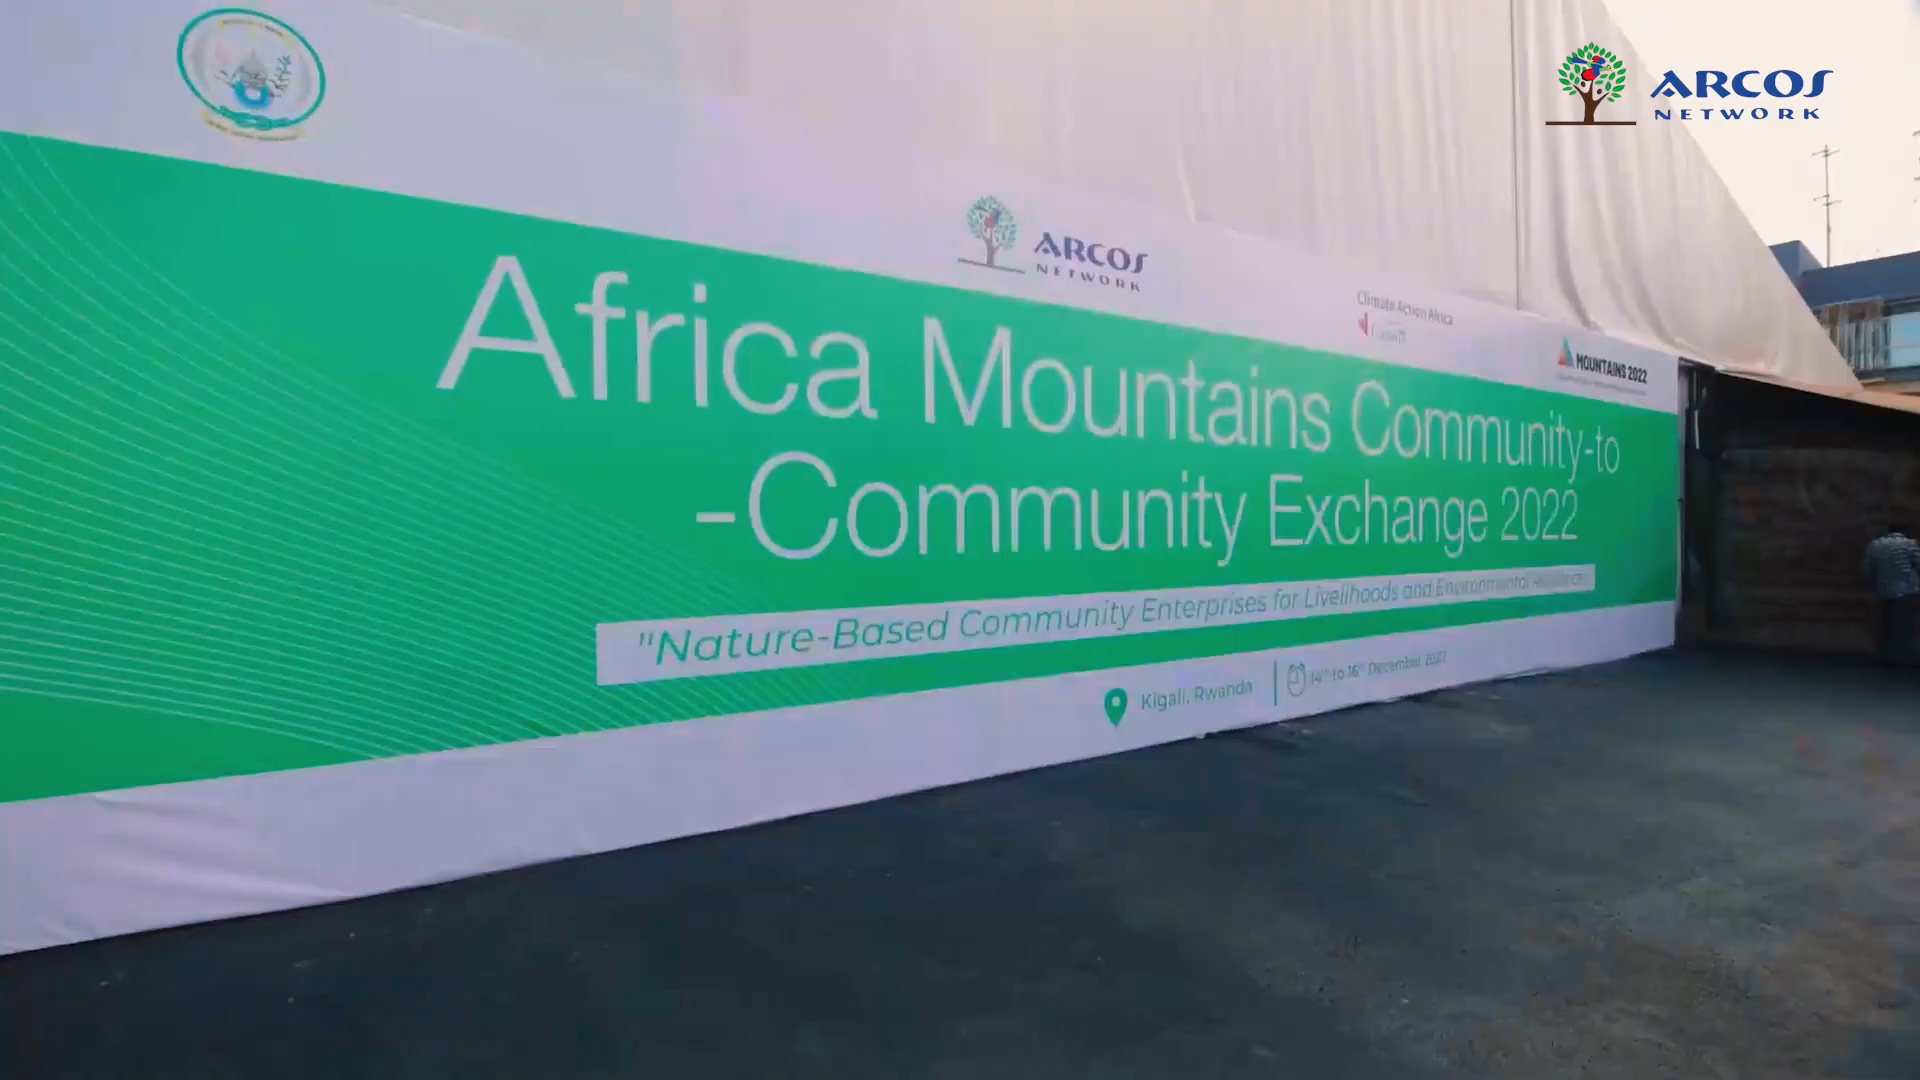 ARCOS
NETWORK
ARCOS
NETWORK
Climate Action Africa
MOUNTAINS 2022
Africa Mountains Community-to
-Community Exchange 2022
"Nature-Based Community Enterprises for Livelihoods and Environmental
Kigali, Rwanda
14th to 16th December 2022